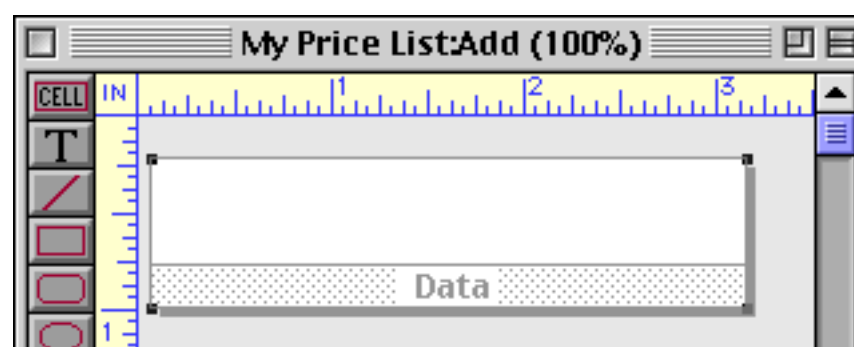 My Price List:Add (100%)
CELL IN 1 2 3
T
Data
1